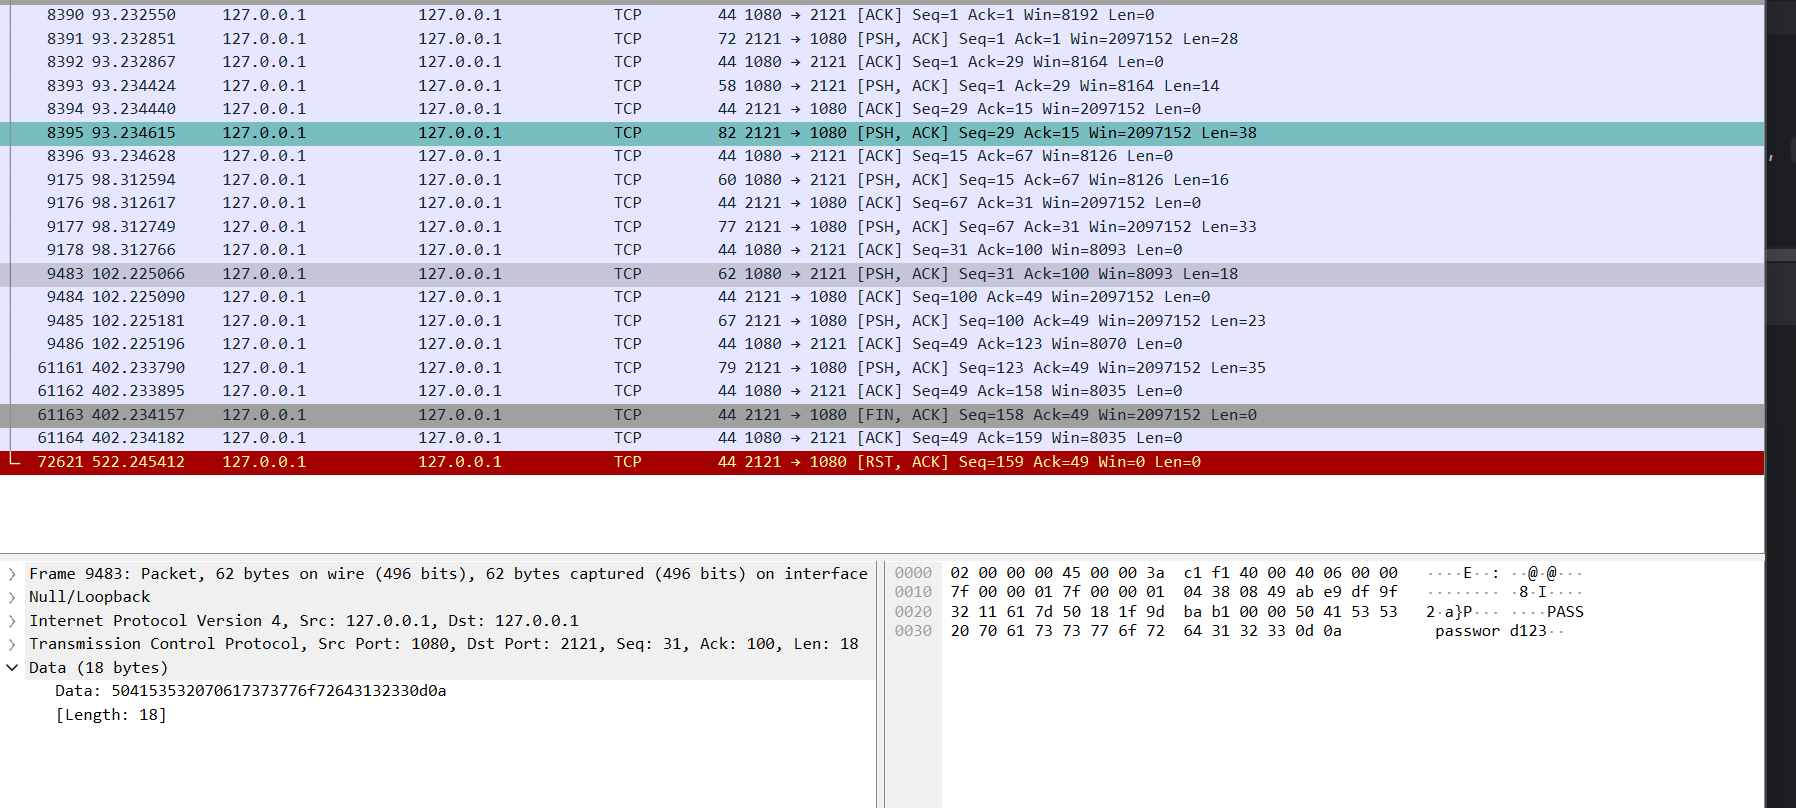 8390 93.232550 127.0.0.1 127.0.0.1 TCP 44 1080 → 2121 [ACK] Seq=1 Ack=1 Win=8192 Len=0
8391 93.232851 127.0.0.1 127.0.0.1 TCP 72 2121 → 1080 [PSH, ACK] Seq=1 Ack=1 Win=2097152 Len=28
8392 93.232867 127.0.0.1 127.0.0.1 TCP 44 1080 → 2121 [ACK] Seq=1 Ack=29 Win=8164 Len=0
8393 93.234424 127.0.0.1 127.0.0.1 TCP 58 1080 → 2121 [PSH, ACK] Seq=1 Ack=29 Win=8164 Len=14
8394 93.234440 127.0.0.1 127.0.0.1 TCP 44 2121 → 1080 [ACK] Seq=29 Ack=15 Win=2097152 Len=0
8395 93.234615 127.0.0.1 127.0.0.1 TCP 82 2121 → 1080 [PSH, ACK] Seq=29 Ack=15 Win=2097152 Len=38
8396 93.234628 127.0.0.1 127.0.0.1 TCP 44 1080 → 2121 [ACK] Seq=15 Ack=67 Win=8126 Len=0
9175 98.312594 127.0.0.1 127.0.0.1 TCP 60 1080 → 2121 [PSH, ACK] Seq=15 Ack=67 Win=8126 Len=16
9176 98.312617 127.0.0.1 127.0.0.1 TCP 44 2121 → 1080 [ACK] Seq=67 Ack=31 Win=2097152 Len=0
9177 98.312749 127.0.0.1 127.0.0.1 TCP 77 2121 → 1080 [PSH, ACK] Seq=67 Ack=31 Win=2097152 Len=33
9178 98.312766 127.0.0.1 127.0.0.1 TCP 44 1080 → 2121 [ACK] Seq=31 Ack=100 Win=8093 Len=0
9483 102.225066 127.0.0.1 127.0.0.1 TCP 62 1080 → 2121 [PSH, ACK] Seq=31 Ack=100 Win=8093 Len=18
9484 102.225090 127.0.0.1 127.0.0.1 TCP 44 2121 → 1080 [ACK] Seq=100 Ack=49 Win=2097152 Len=0
9485 102.225181 127.0.0.1 127.0.0.1 TCP 67 2121 → 1080 [PSH, ACK] Seq=100 Ack=49 Win=2097152 Len=23
9486 102.225196 127.0.0.1 127.0.0.1 TCP 44 1080 → 2121 [ACK] Seq=49 Ack=123 Win=8070 Len=0
61161 402.233790 127.0.0.1 127.0.0.1 TCP 79 2121 → 1080 [PSH, ACK] Seq=123 Ack=49 Win=2097152 Len=35
61162 402.233895 127.0.0.1 127.0.0.1 TCP 44 1080 → 2121 [ACK] Seq=49 Ack=158 Win=8035 Len=0
61163 402.234157 127.0.0.1 127.0.0.1 TCP 44 2121 → 1080 [FIN, ACK] Seq=158 Ack=49 Win=2097152 Len=0
61164 402.234182 127.0.0.1 127.0.0.1 TCP 44 1080 → 2121 [ACK] Seq=49 Ack=159 Win=8035 Len=0
72621 522.245412 127.0.0.1 127.0.0.1 TCP 44 2121 → 1080 [RST, ACK] Seq=159 Ack=49 Win=0 Len=0
Frame 9483: Packet, 62 bytes on wire (496 bits), 62 bytes captured (496 bits) on interface
Null/Loopback
Internet Protocol Version 4, Src: 127.0.0.1, Dst: 127.0.0.1
Transmission Control Protocol, Src Port: 1080, Dst Port: 2121, Seq: 31, Ack: 100, Len: 18
Data (18 bytes)
Data: 504153532070617373776f72643132330d0a
[Length: 18]
0000 02 00 00 00 45 00 00 3a c1 f1 40 00 40 06 00 00 ····E··: ··@·@···
0010 7f 00 00 01 7f 00 00 01 04 38 08 49 ab e9 df 9f ········ ·8·I····
0020 32 11 61 7d 50 18 1f 9d ba b1 00 00 50 41 53 53 2·a}P··· ····PASS
0030 20 70 61 73 73 77 6f 72 64 31 32 33 0d 0a passwor d123··